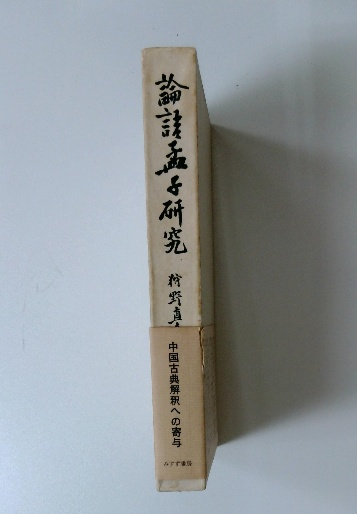 論語孟子研究
狩野直
中国古典解釈への寄与
みすず書房